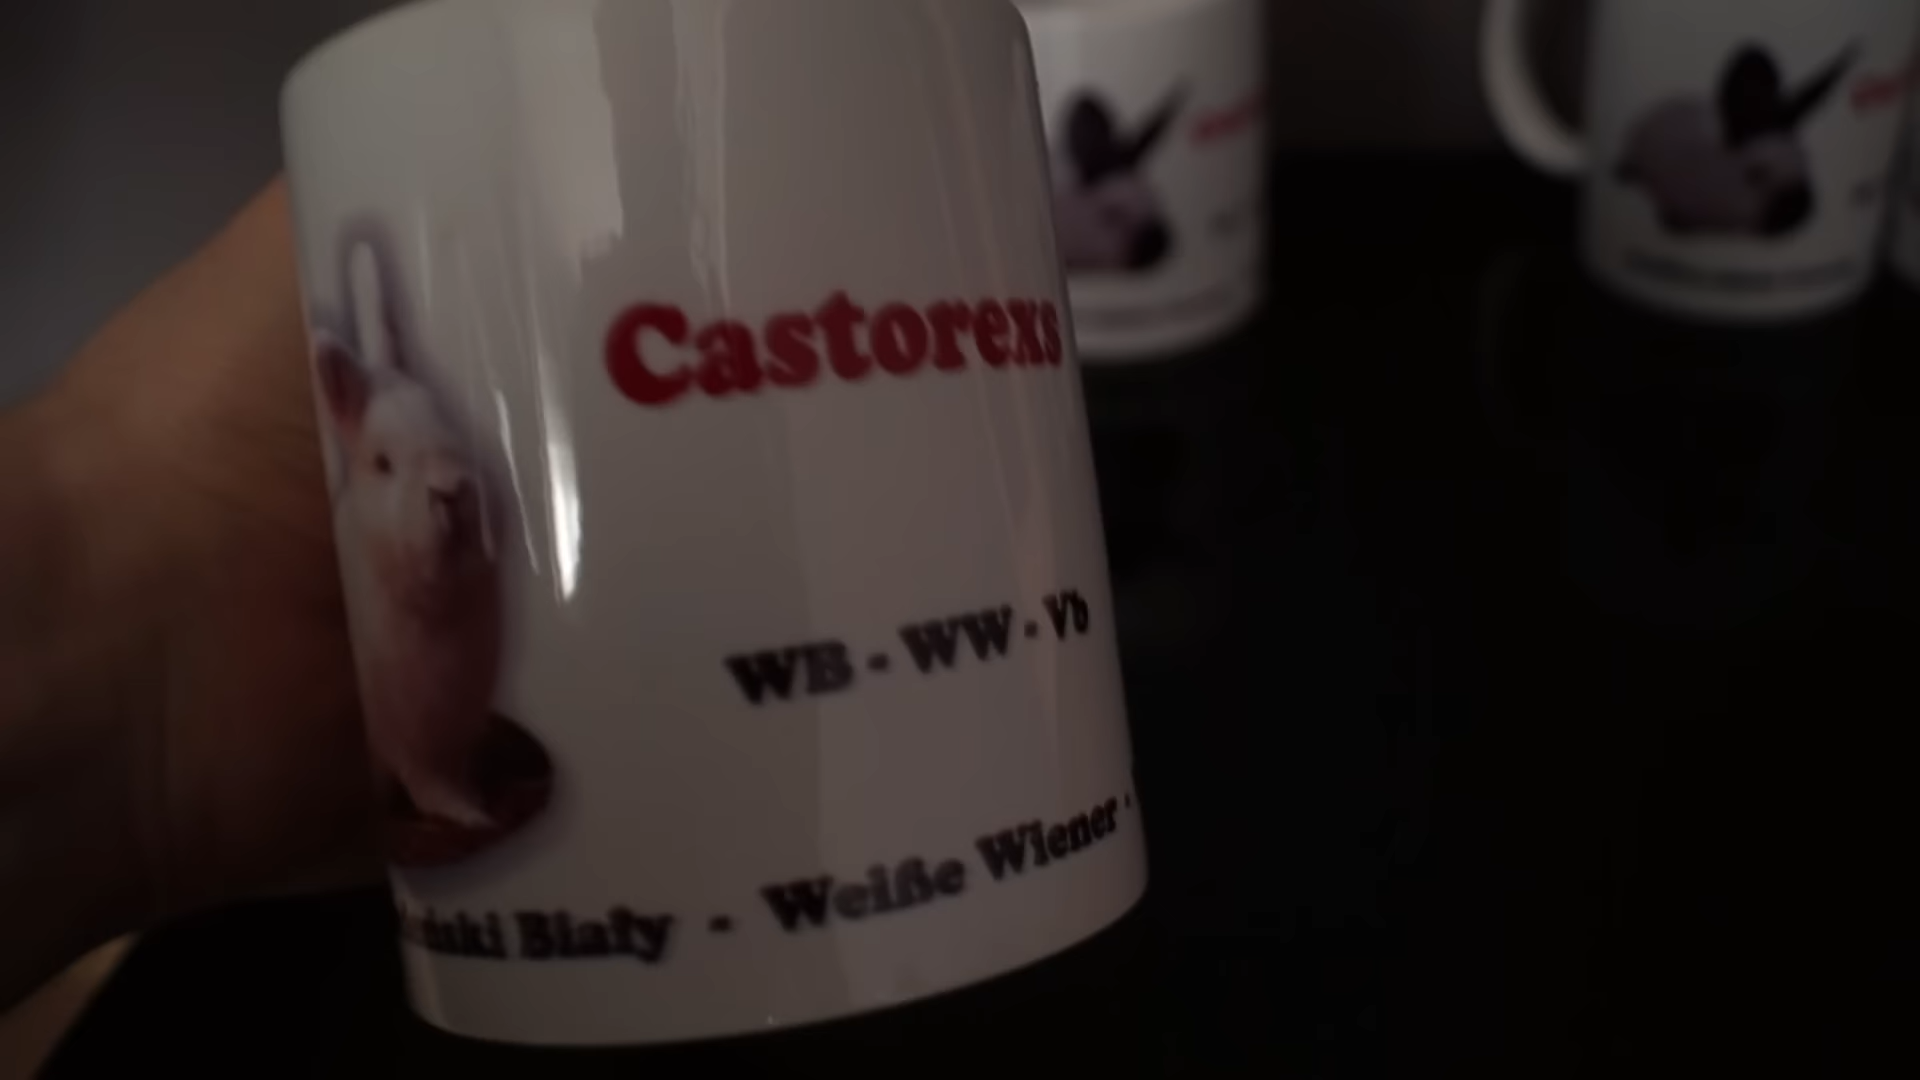 Castorexs
WB - WW - Vb
Biały - Weiße Wiener -